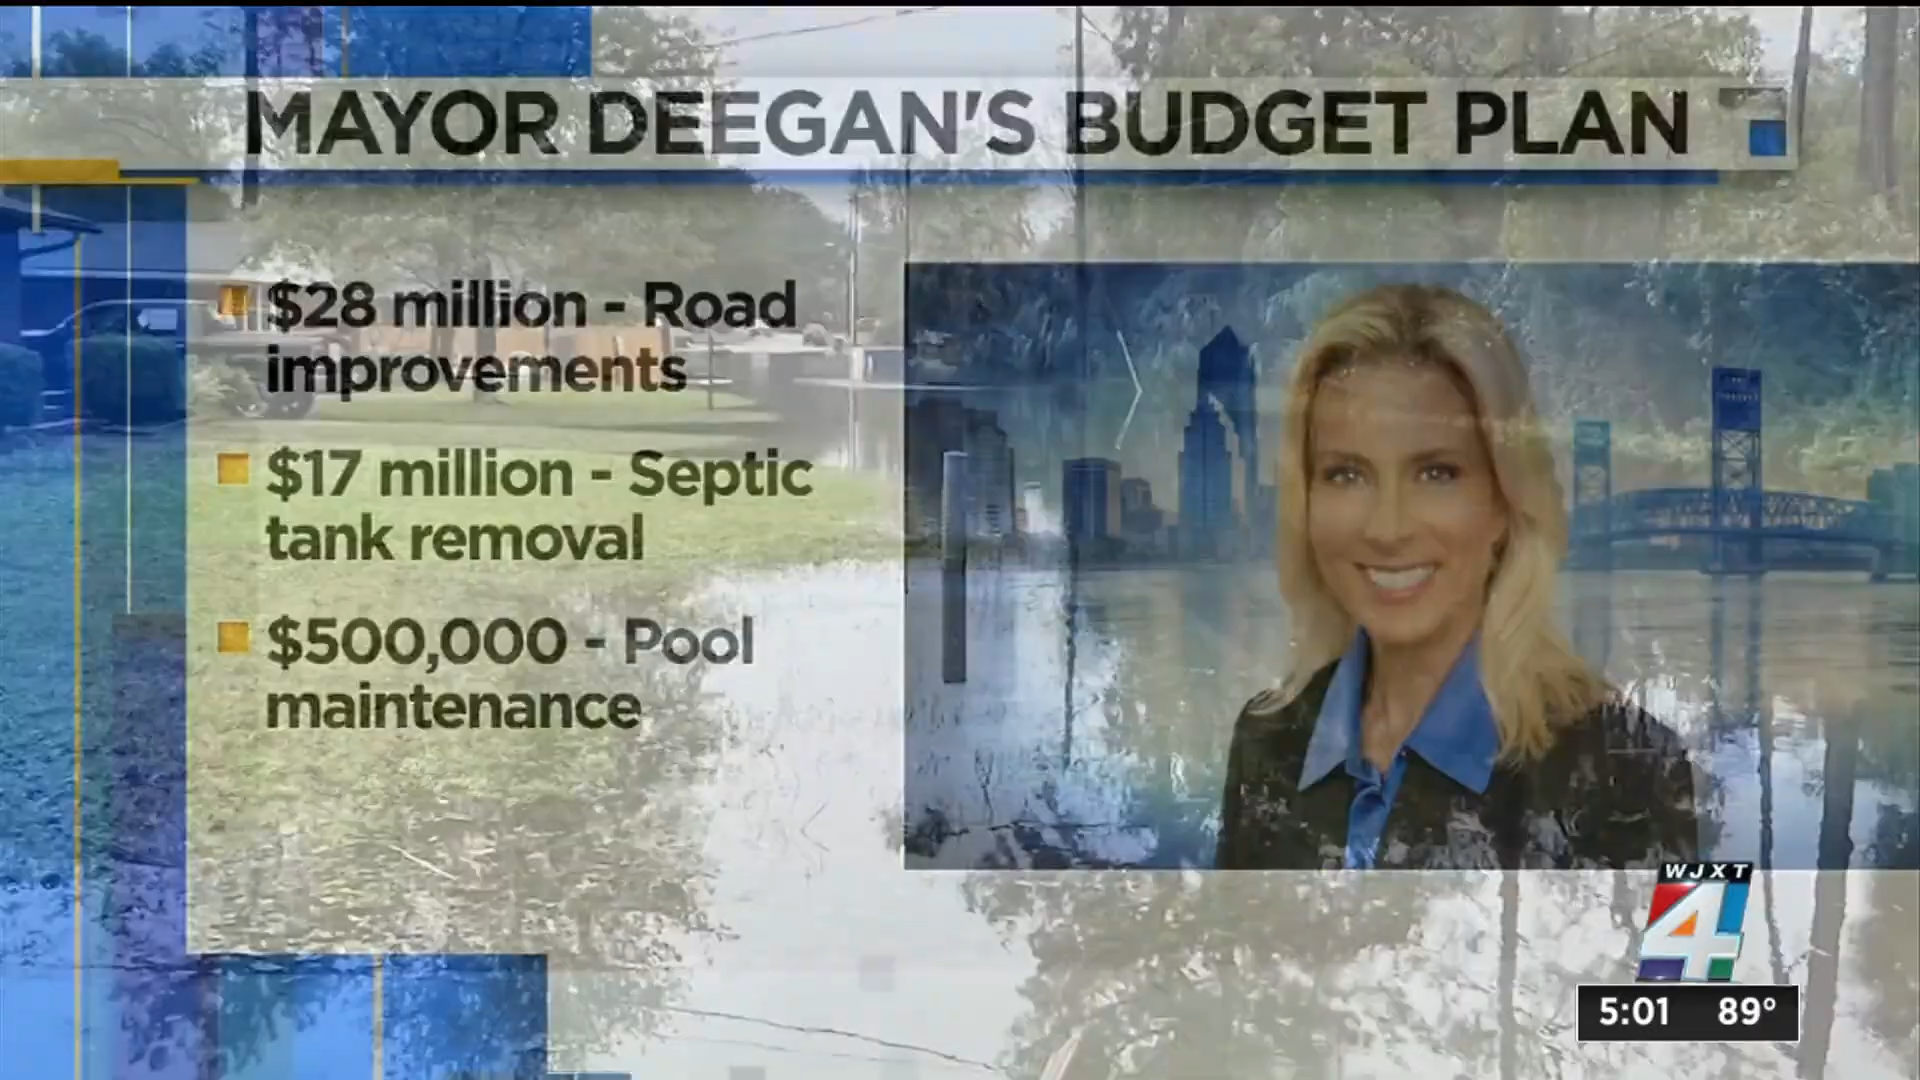 MAYOR DEEGAN'S BUDGET PLAN
$28 million - Road
improvements
$17 million - Septic
tank removal
$500,000 - Pool
maintenance
WJXT
4
5:01 89°